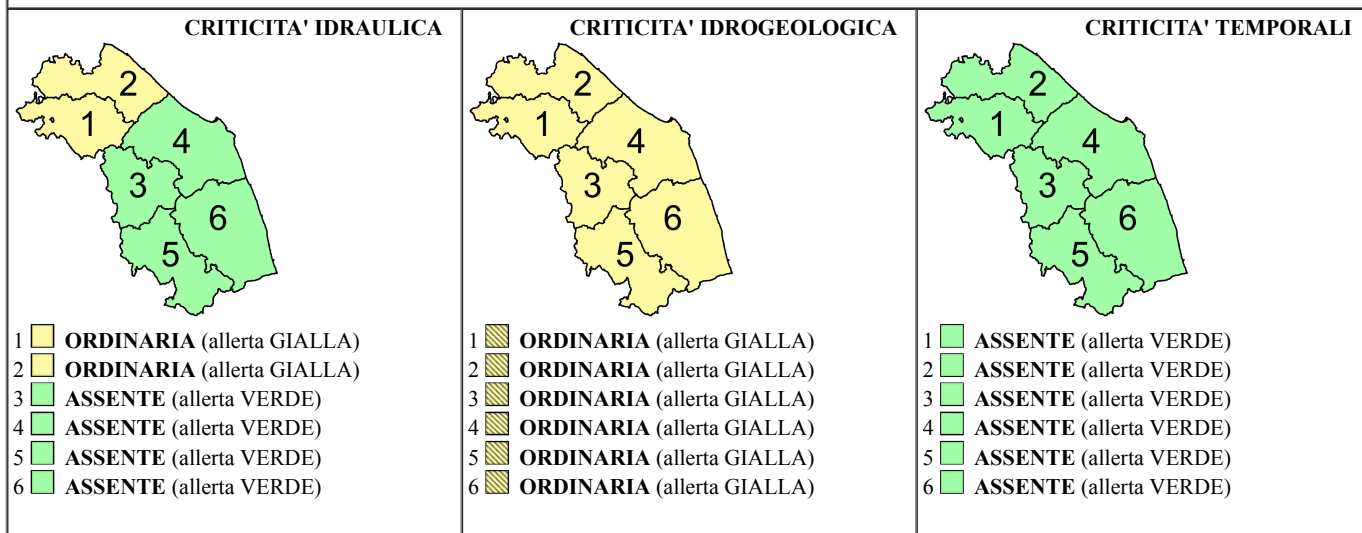 CRITICITA' IDRAULICA
2
1
4
3
6
5
1 ORDINARIA (allerta GIALLA)
2 ORDINARIA (allerta GIALLA)
3 ASSENTE (allerta VERDE)
4 ASSENTE (allerta VERDE)
5 ASSENTE (allerta VERDE)
6 ASSENTE (allerta VERDE)
CRITICITA' IDROGEOLOGICA
2
1
4
3
6
5
1 ORDINARIA (allerta GIALLA)
2 ORDINARIA (allerta GIALLA)
3 ORDINARIA (allerta GIALLA)
4 ORDINARIA (allerta GIALLA)
5 ORDINARIA (allerta GIALLA)
6 ORDINARIA (allerta GIALLA)
CRITICITA' TEMPORALI
2
1
4
3
6
5
1 ASSENTE (allerta VERDE)
2 ASSENTE (allerta VERDE)
3 ASSENTE (allerta VERDE)
4 ASSENTE (allerta VERDE)
5 ASSENTE (allerta VERDE)
6 ASSENTE (allerta VERDE)